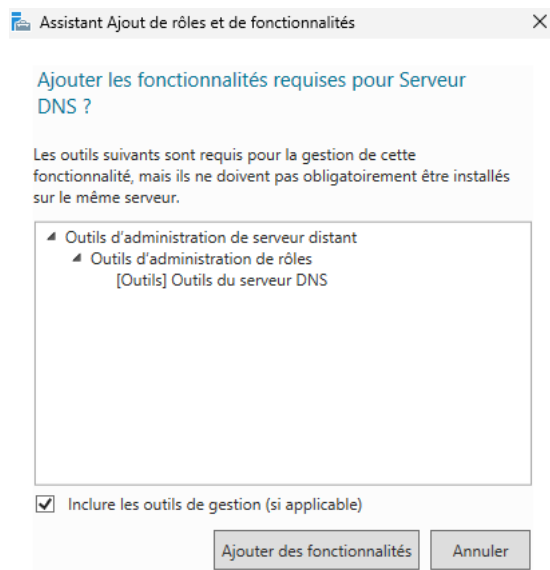 Assistant Ajout de rôles et de fonctionnalités
Ajouter les fonctionnalités requises pour Serveur
DNS ?
Les outils suivants sont requis pour la gestion de cette
fonctionnalité, mais ils ne doivent pas obligatoirement être installés
sur le même serveur.
Outils d'administration de serveur distant
Outils d'administration de rôles
[Outils] Outils du serveur DNS
Inclure les outils de gestion (si applicable)
Ajouter des fonctionnalités
Annuler